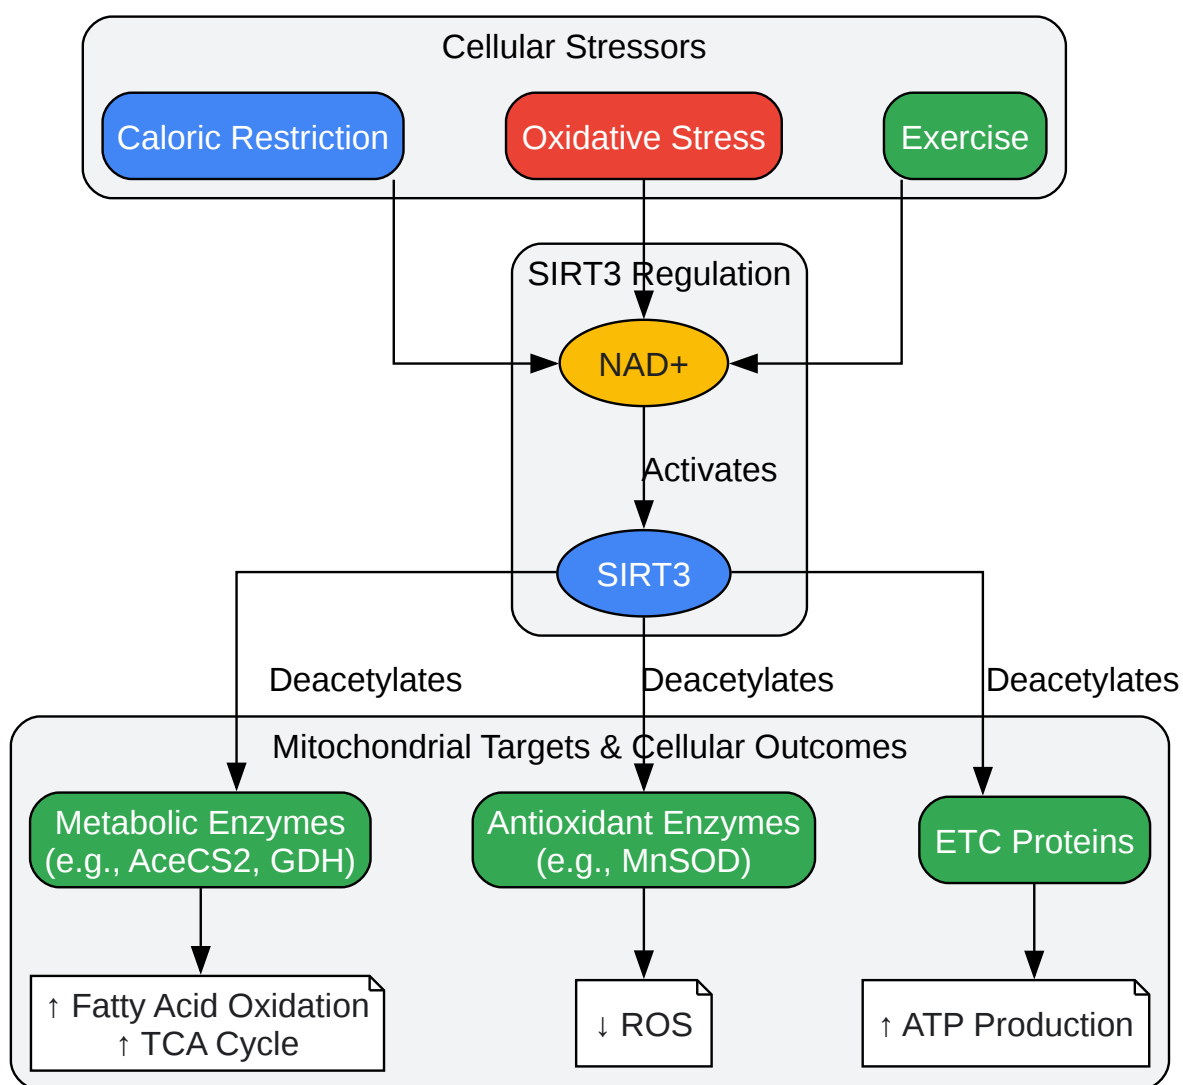 Cellular Stressors
Caloric Restriction
Oxidative Stress
Exercise
SIRT3 Regulation
NAD+
Activates
SIRT3
Deacetylates
Deacetylates
Deacetylates
Mitochondrial Targets & Cellular Outcomes
Metabolic Enzymes
(e.g., AceCS2, GDH)
Antioxidant Enzymes
(e.g., MnSOD)
ETC Proteins
↑ Fatty Acid Oxidation
↑ TCA Cycle
↓ ROS
↑ ATP Production